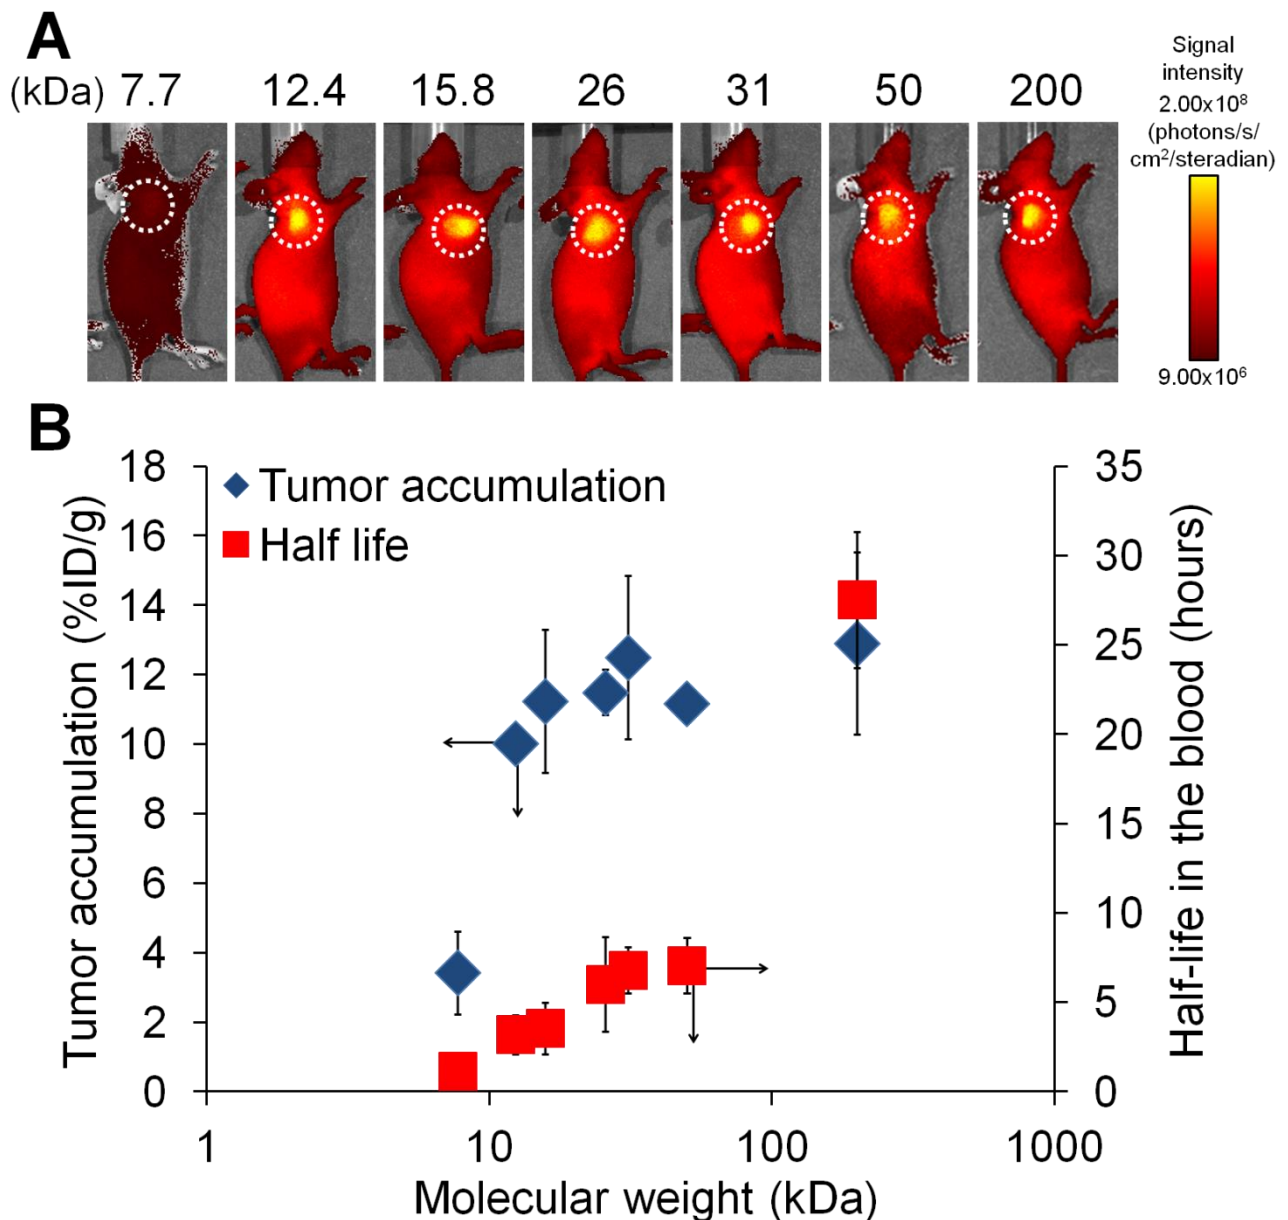 A
(kDa) 7.7 12.4 15.8 26 31 50 200
Signal
intensity
2.00x10⁸
(photons/s/
cm²/steradian)
9.00x10⁶
B
Tumor accumulation (%ID/g)
18
16
14
12
10
8
6
4
2
0
Tumor accumulation
Half life
35
30
25
20
15
10
5
0
Half-life in the blood (hours)
1 10 100 1000
Molecular weight (kDa)